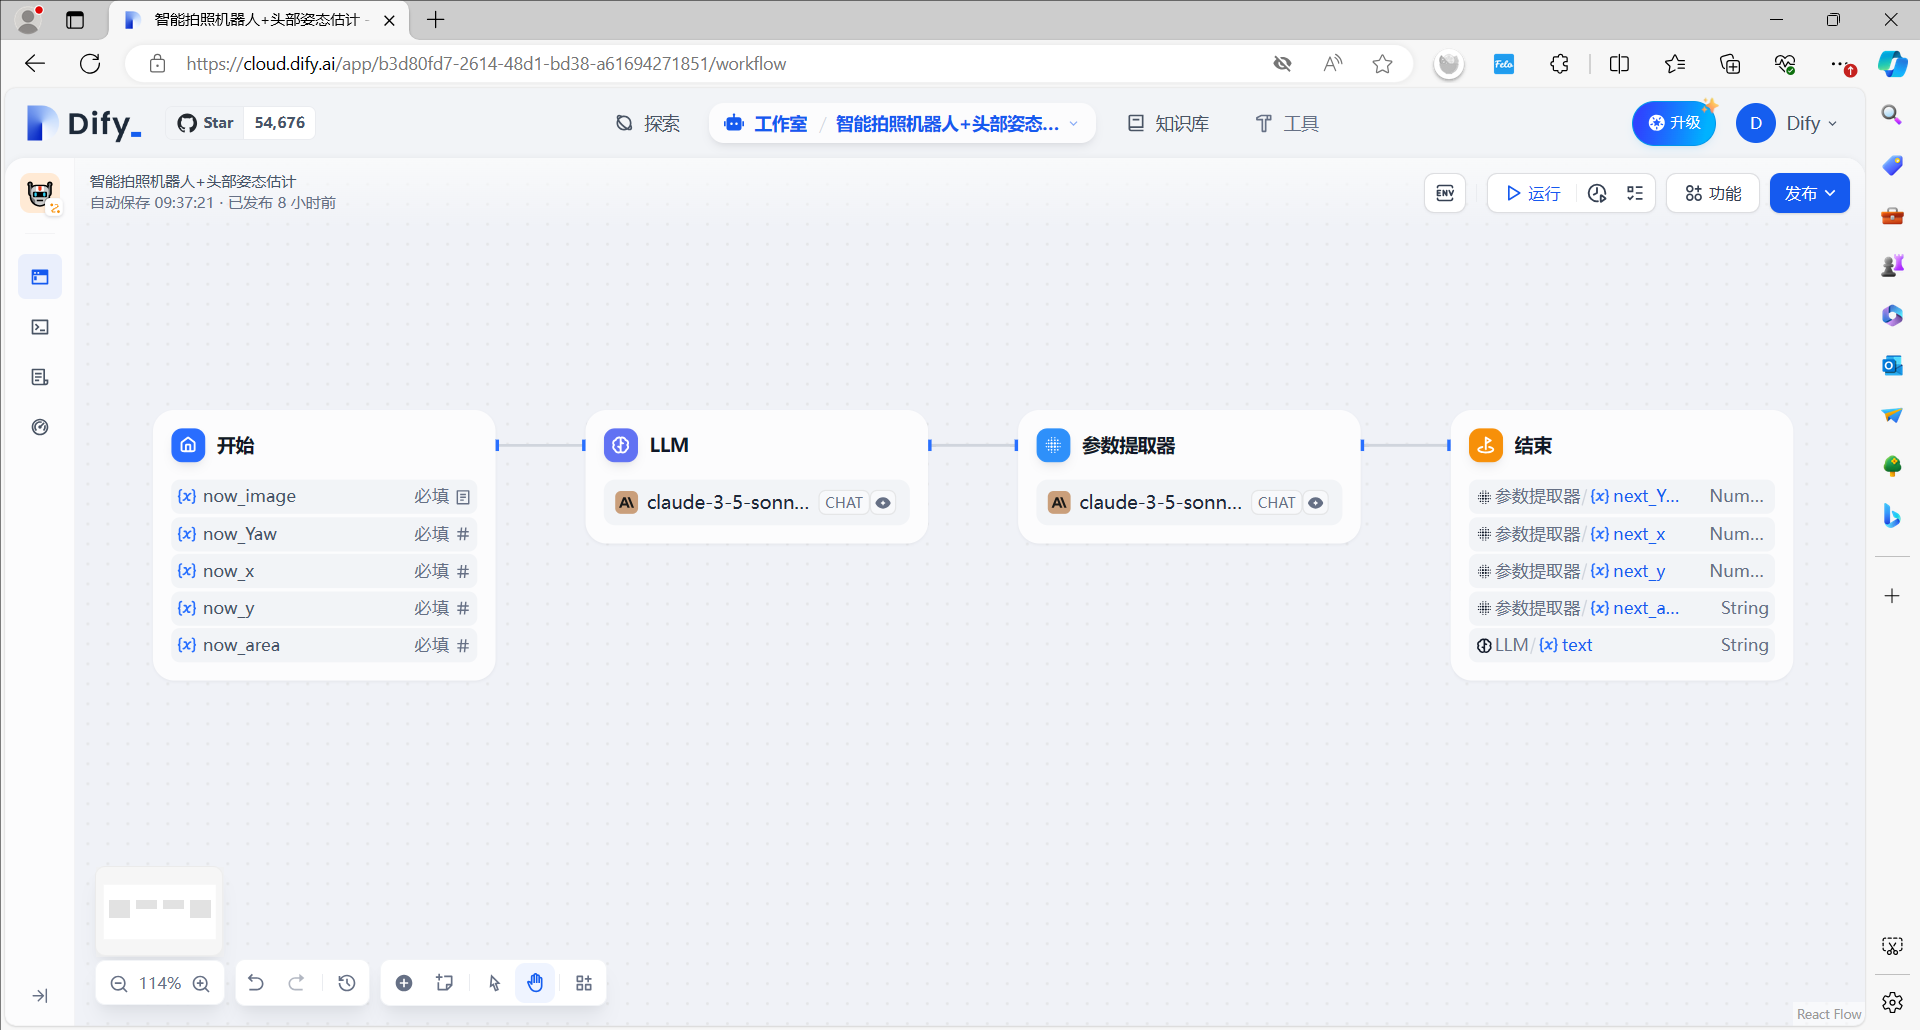 智能拍照机器人+头部姿态估计 -
https://cloud.dify.ai/app/b3d80fd7-2614-48d1-bd38-a61694271851/workflow
Felo
Dify_
Star 54,676
探索
工作室 / 智能拍照机器人+头部姿态...
知识库
工具
升级
D Dify
智能拍照机器人+头部姿态估计
自动保存 09:37:21 · 已发布 8 小时前
ENV
运行
功能
发布
开始
{x} now_image 必填
{x} now_Yaw 必填 #
{x} now_x 必填 #
{x} now_y 必填 #
{x} now_area 必填 #
LLM
claude-3-5-sonn... CHAT
参数提取器
claude-3-5-sonn... CHAT
结束
参数提取器/{x} next_Y... Num...
参数提取器/{x} next_x Num...
参数提取器/{x} next_y Num...
参数提取器/{x} next_a... String
LLM/{x} text String
114%
React Flow